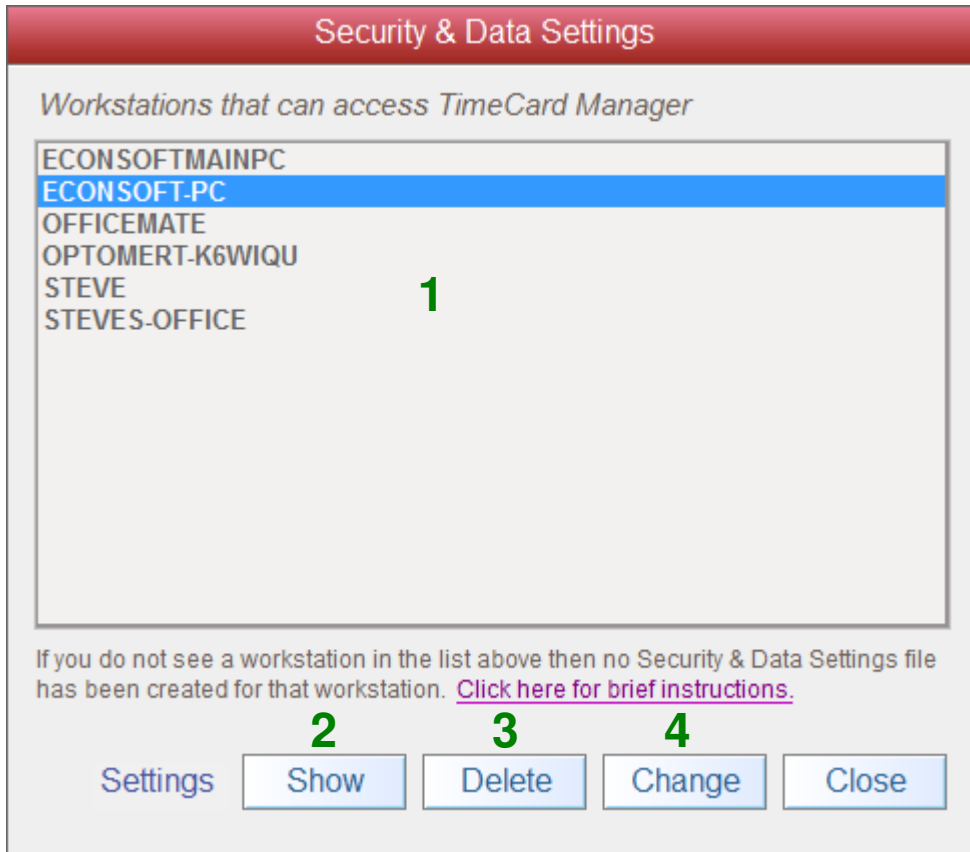 Security & Data Settings
Workstations that can access TimeCard Manager
ECONSOFTMAINPC
ECONSOFT-PC
OFFICEMATE
OPTOMERT-K6WIQU
STEVE
1
STEVES-OFFICE
If you do not see a workstation in the list above then no Security & Data Settings file
has been created for that workstation. Click here for brief instructions.
2 3 4
Settings Show Delete Change Close